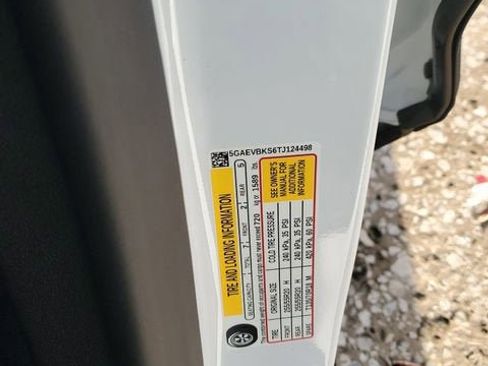 5GAEVBKS6TJ124498
TIRE AND LOADING INFORMATION
SEATING CAPACITY TOTAL 7 FRONT 2 REAR 5
The combined weight of occupants and cargo must never exceed 720 kg or 1589 lbs.
TIRE ORIGINAL SIZE COLD TIRE PRESSURE
FRONT 255/55R20 H 240 kPa, 35 PSI
REAR 255/55R20 H 240 kPa, 35 PSI
SPARE 420 kPa, 60 PSI
SEE OWNER'S
MANUAL FOR
ADDITIONAL
INFORMATION